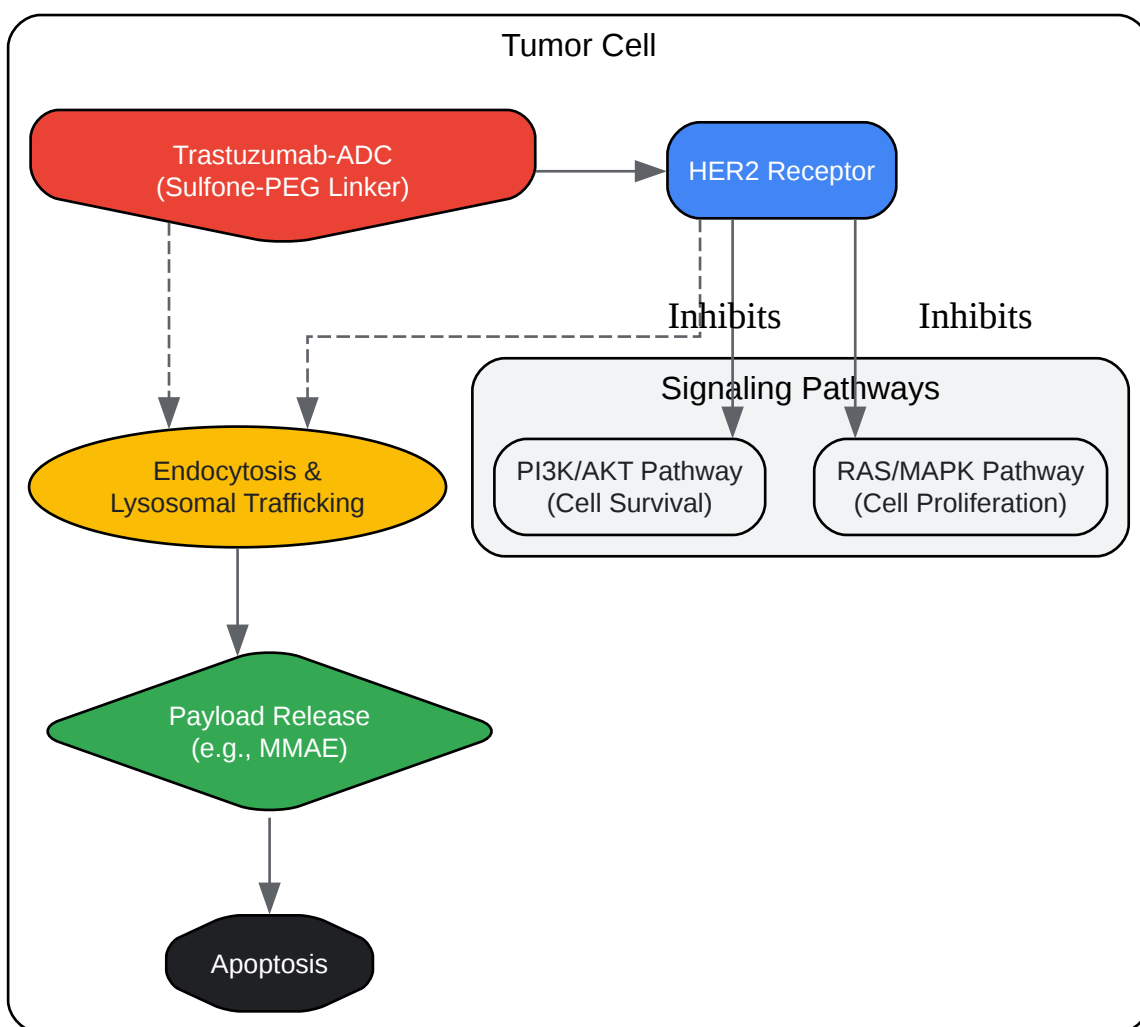 Tumor Cell
Trastuzumab-ADC
(Sulfone-PEG Linker)
HER2 Receptor
Inhibits
Inhibits
Signaling Pathways
PI3K/AKT Pathway
(Cell Survival)
RAS/MAPK Pathway
(Cell Proliferation)
Endocytosis &
Lysosomal Trafficking
Payload Release
(e.g., MMAE)
Apoptosis